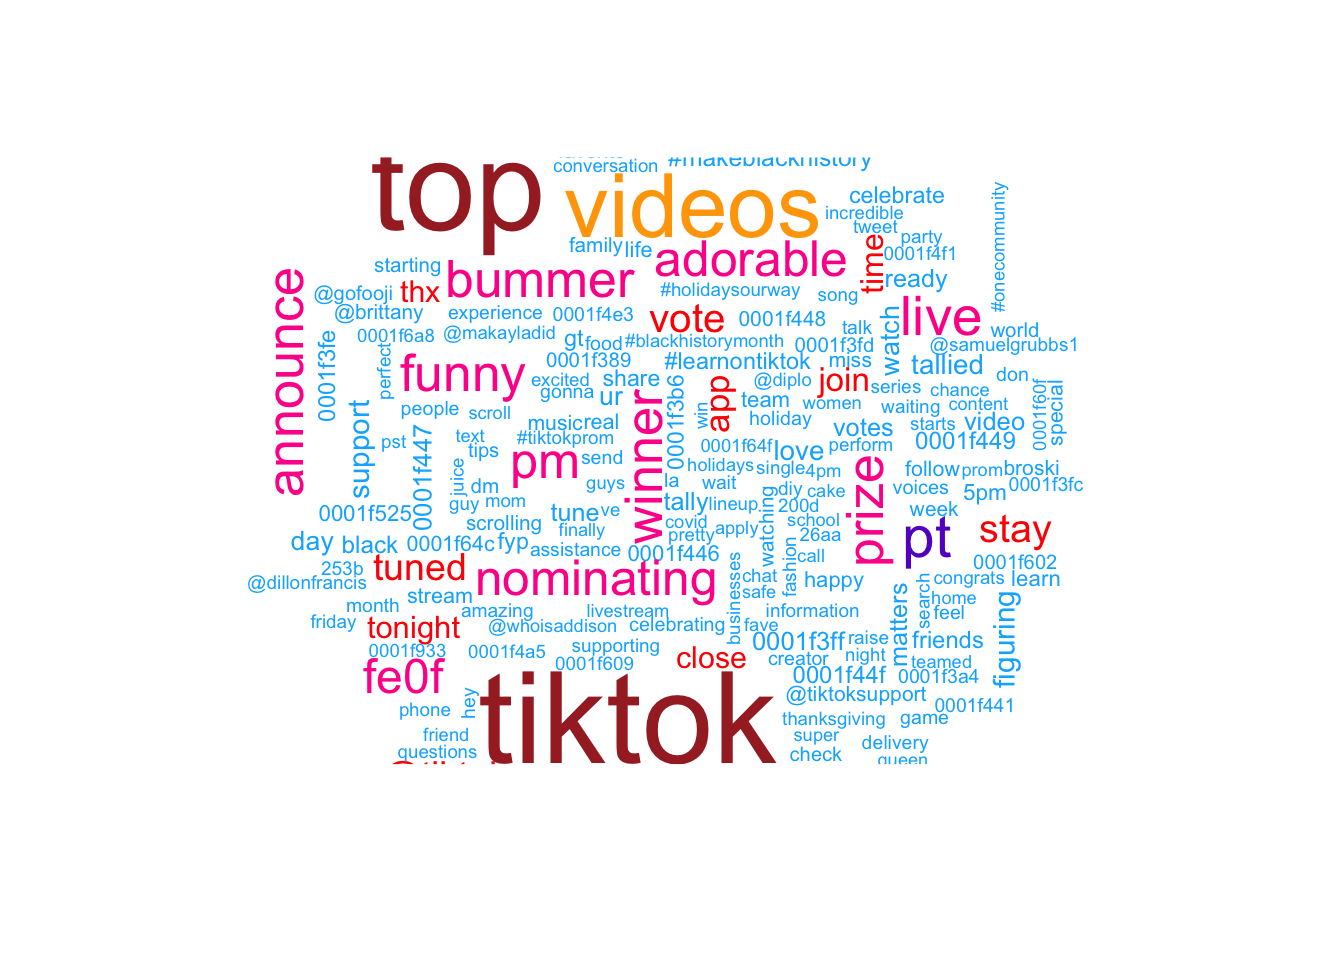 conversation
#makeblackhistory
top
videos
celebrate
incredible
tweet
#onecommunity
family
life
adorable
time
party
0001f4f1
starting
bummer
ready
announce
@gofooji
thx
#holidaysourway
song
live
@brittany
experience
0001f4e3
vote
0001f448
talk
watch
world
0001f3fe
0001f6a8
@makayladid
gt
food
#blackhistorymonth
0001f3fd
@samuelgrubbs1
perfect
funny
0001f389
#learnontiktok
miss
tallied
excited
share
0001f3b6
app
@diplo
join
series
chance
don
0001f60f
special
gonna
ur
winner
win
team
women
waiting
content
support
people
scroll
music
real
holiday
votes
starts
video
pst
0001f447
text
#tiktokprom
0001f64f
love
perform
0001f449
tips
pm
send
holidays
single
4pm
prize
follow
prom
broski
juice
dm
guys
la
wait
diy
cake
voices
5pm
0001f3fc
guy
mom
tune
ve
tally
lineup
watching
200d
week
0001f525
scrolling
finally
covid
pretty
apply
school
26aa
pt
stay
day
black
0001f64c
fyp
assistance
0001f446
businesses
fashion
call
0001f602
253b
tuned
nominating
chat
happy
search
congrats
learn
@dillonfrancis
stream
safe
matters
home
figuring
month
amazing
livestream
information
feel
friday
tonight
@whoisaddison
celebrating
fave
0001f3ff
raise
friends
0001f933
0001f4a5
supporting
close
creator
night
teamed
fe0f
0001f609
0001f44f
0001f3a4
hey
tiktok
@tiktoksupport
0001f441
phone
thanksgiving
game
friend
super
delivery
questions
check
queen